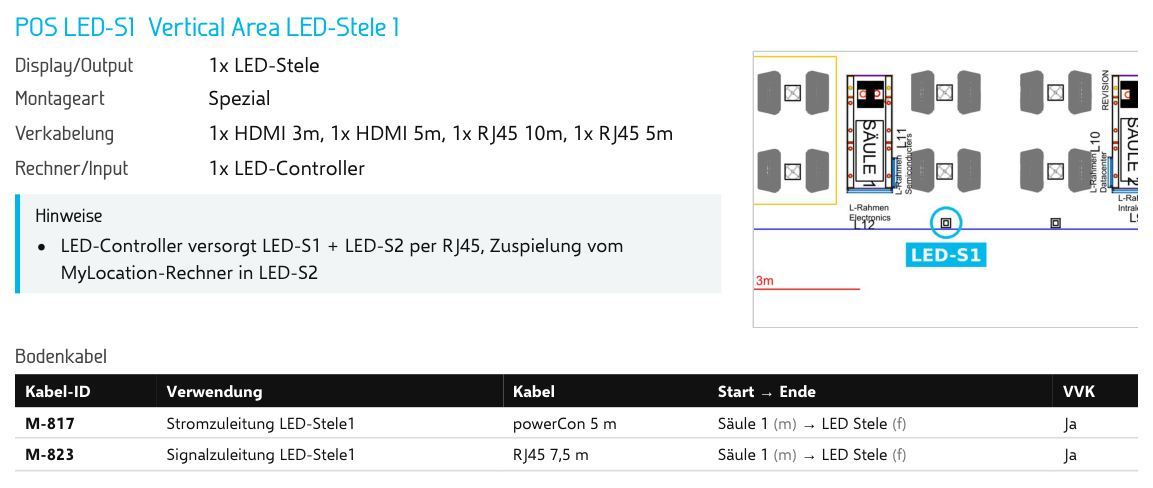 POS LED-S1 Vertical Area LED-Stele 1
Display/Output 1x LED-Stele
Montageart Spezial
Verkabelung 1x HDMI 3m, 1x HDMI 5m, 1x RJ45 10m, 1x RJ45 5m
Rechner/Input 1x LED-Controller
Hinweise
• LED-Controller versorgt LED-S1 + LED-S2 per RJ45, Zuspielung vom
MyLocation-Rechner in LED-S2
SÄULE 1
L-Rahmen
Semiconducters
L11
L-Rahmen
Electronics
L12
REVISION
L-Rahmen
Datacenter
L10
SÄULE 2
LED-S1
3m
Bodenkabel
Kabel-ID Verwendung Kabel Start → Ende VVK
M-817 Stromzuleitung LED-Stele1 powerCon 5 m Säule 1 (m) → LED Stele (f) Ja
M-823 Signalzuleitung LED-Stele1 RJ45 7,5 m Säule 1 (m) → LED Stele (f) Ja